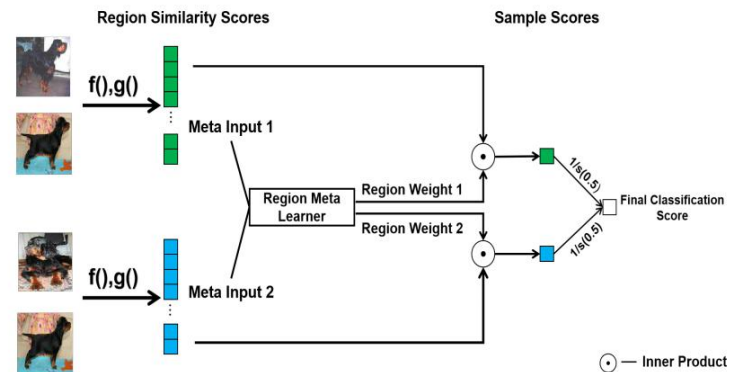 Region Similarity Scores
Sample Scores
f(),g()
Meta Input 1
Region Meta
Learner
Region Weight 1
Region Weight 2
1/s(0.5)
1/s(0.5)
Final Classification
Score
f(),g()
Meta Input 2
Inner Product